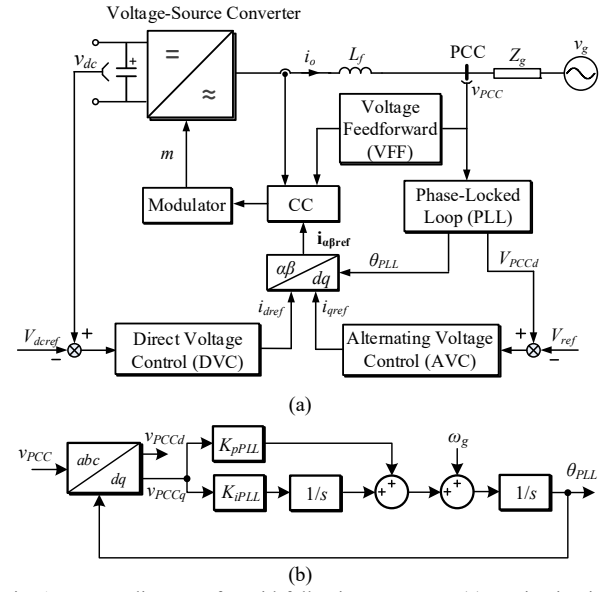 Voltage-Source Converter
v_dc
+
=
≈
i_o
L_f
PCC
Z_g
v_g
v_PCC
Voltage
Feedforward
(VFF)
m
Modulator
CC
Phase-Locked
Loop (PLL)
i_αβref
αβ
dq
θ_PLL
V_PCCd
i_dref
i_qref
V_dcref
+
−
Direct Voltage
Control (DVC)
Alternating Voltage
Control (AVC)
+
−
V_ref
(a)
v_PCC
abc
dq
v_PCCd
v_PCCq
K_pPLL
K_iPLL
1/s
+
+
ω_g
+
+
1/s
θ_PLL
(b)